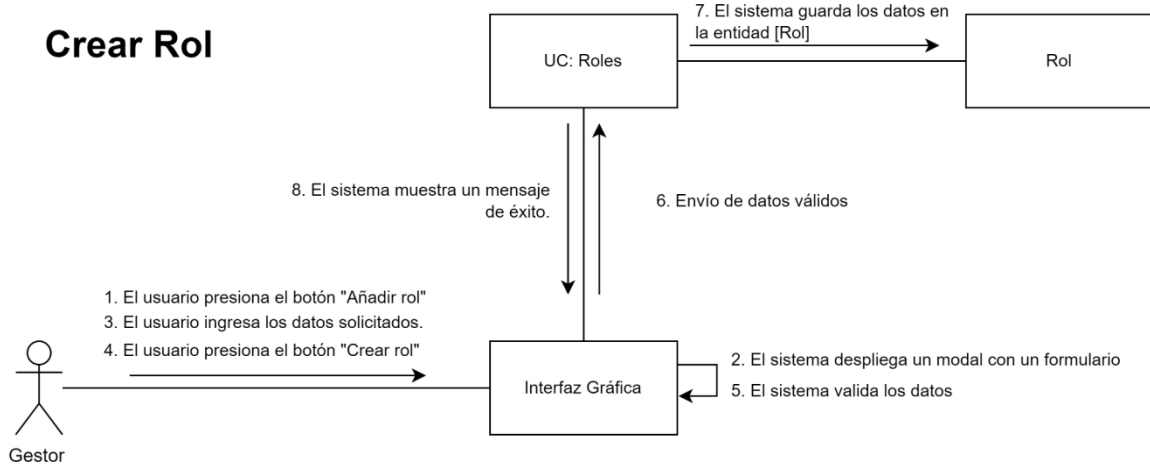 Crear Rol
UC: Roles
7. El sistema guarda los datos en
la entidad [Rol]
Rol
8. El sistema muestra un mensaje
de éxito.
6. Envío de datos válidos
1. El usuario presiona el botón "Añadir rol"
3. El usuario ingresa los datos solicitados.
4. El usuario presiona el botón "Crear rol"
Interfaz Gráfica
2. El sistema despliega un modal con un formulario
5. El sistema valida los datos
Gestor